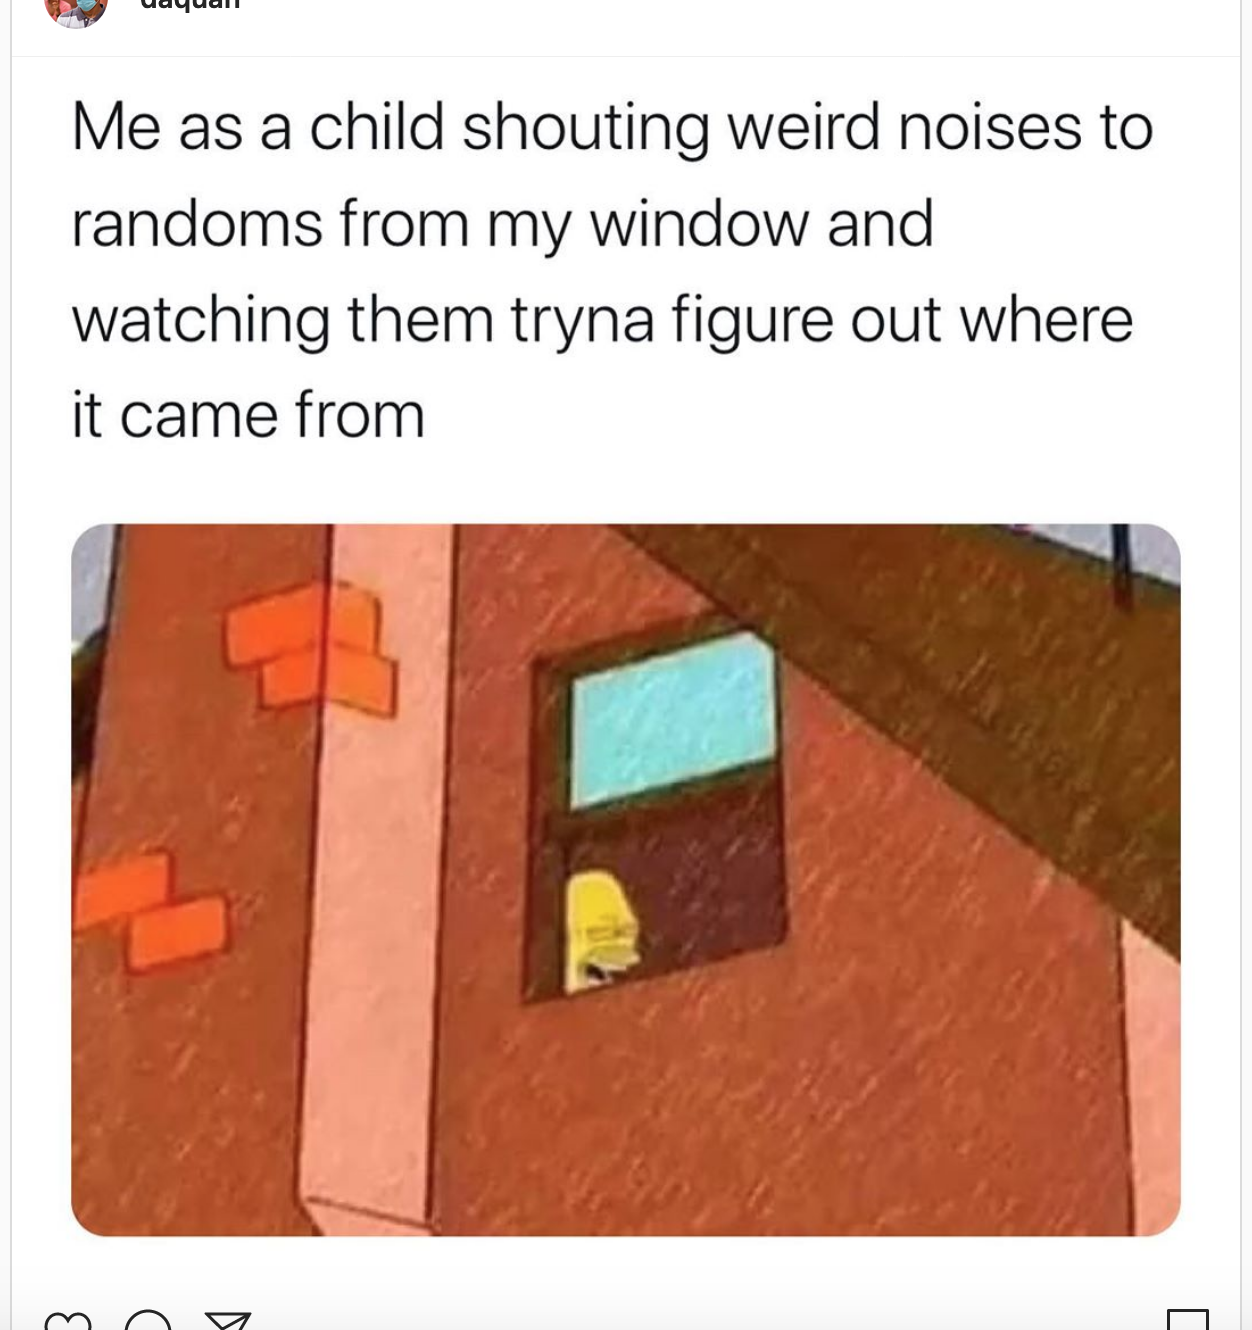 daquan
Me as a child shouting weird noises to
randoms from my window and
watching them tryna figure out where
it came from